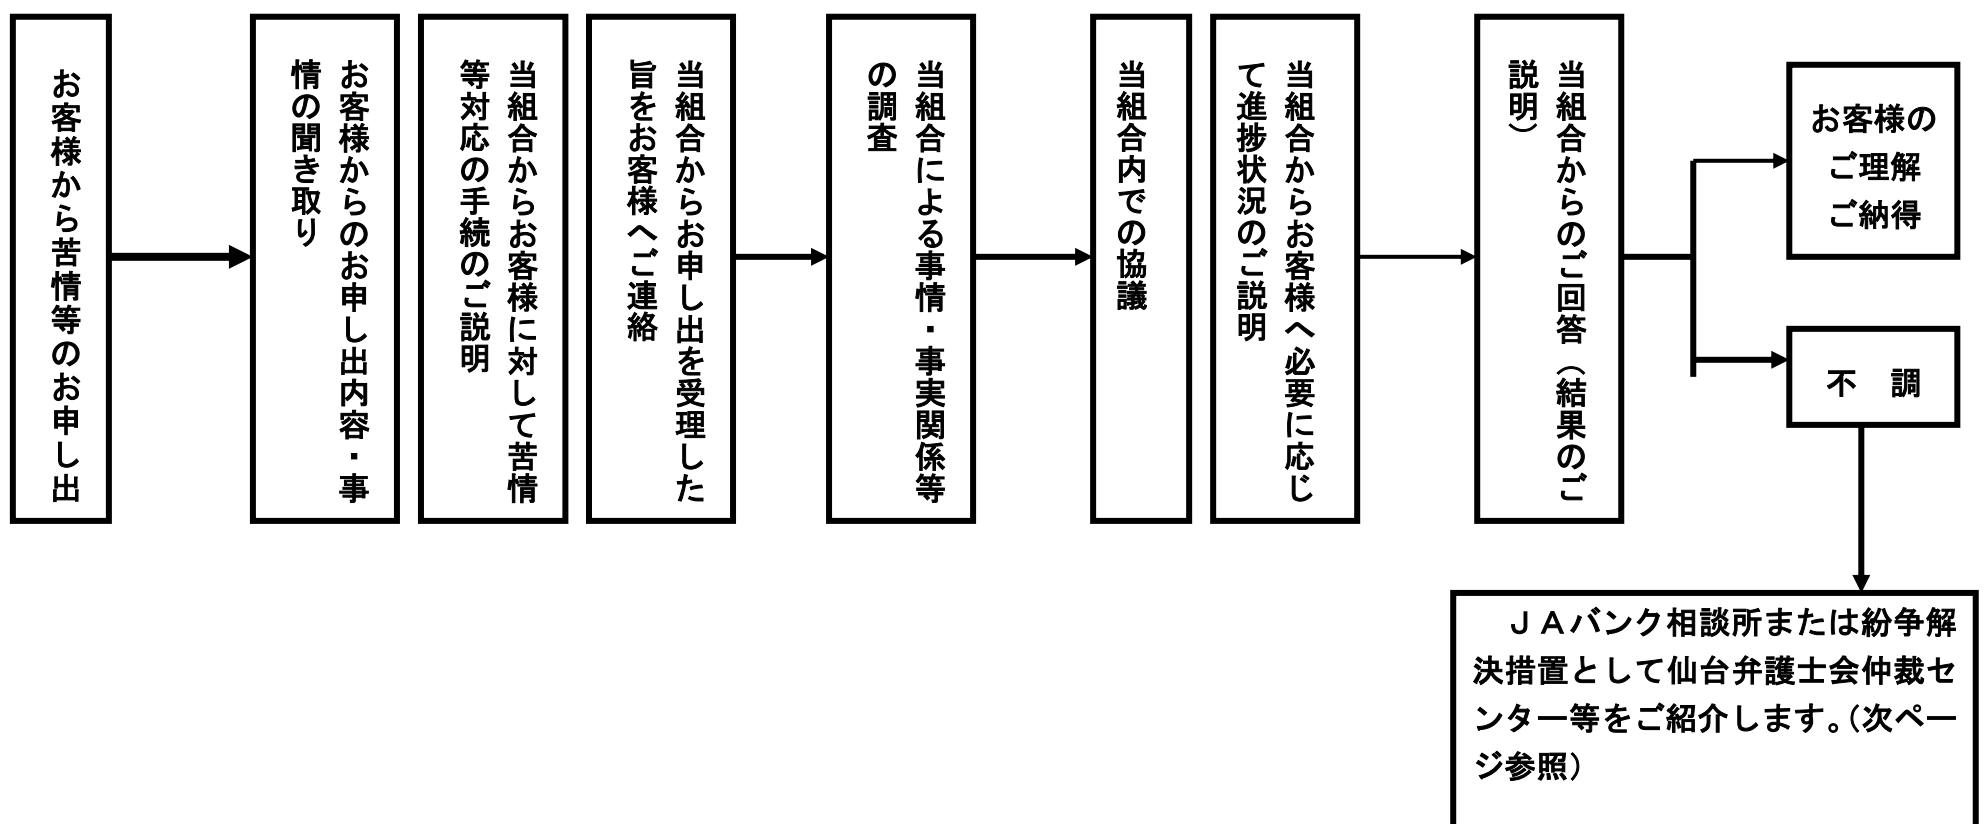 お客様から苦情等のお申し出
お客様からのお申し出内容・事
情の聞き取り
当組合からお客様に対して苦情
等対応の手続のご説明
当組合からお申し出を受理した
旨をお客様へご連絡
当組合による事情・事実関係等
の調査
当組合内での協議
当組合からお客様へ必要に応じ
て進捗状況のご説明
当組合からのご回答（結果のご
説明）
お客様の
ご理解
ご納得
不　調
ＪＡバンク相談所または紛争解
決措置として仙台弁護士会仲裁セ
ンター等をご紹介します。（次ペー
ジ参照）